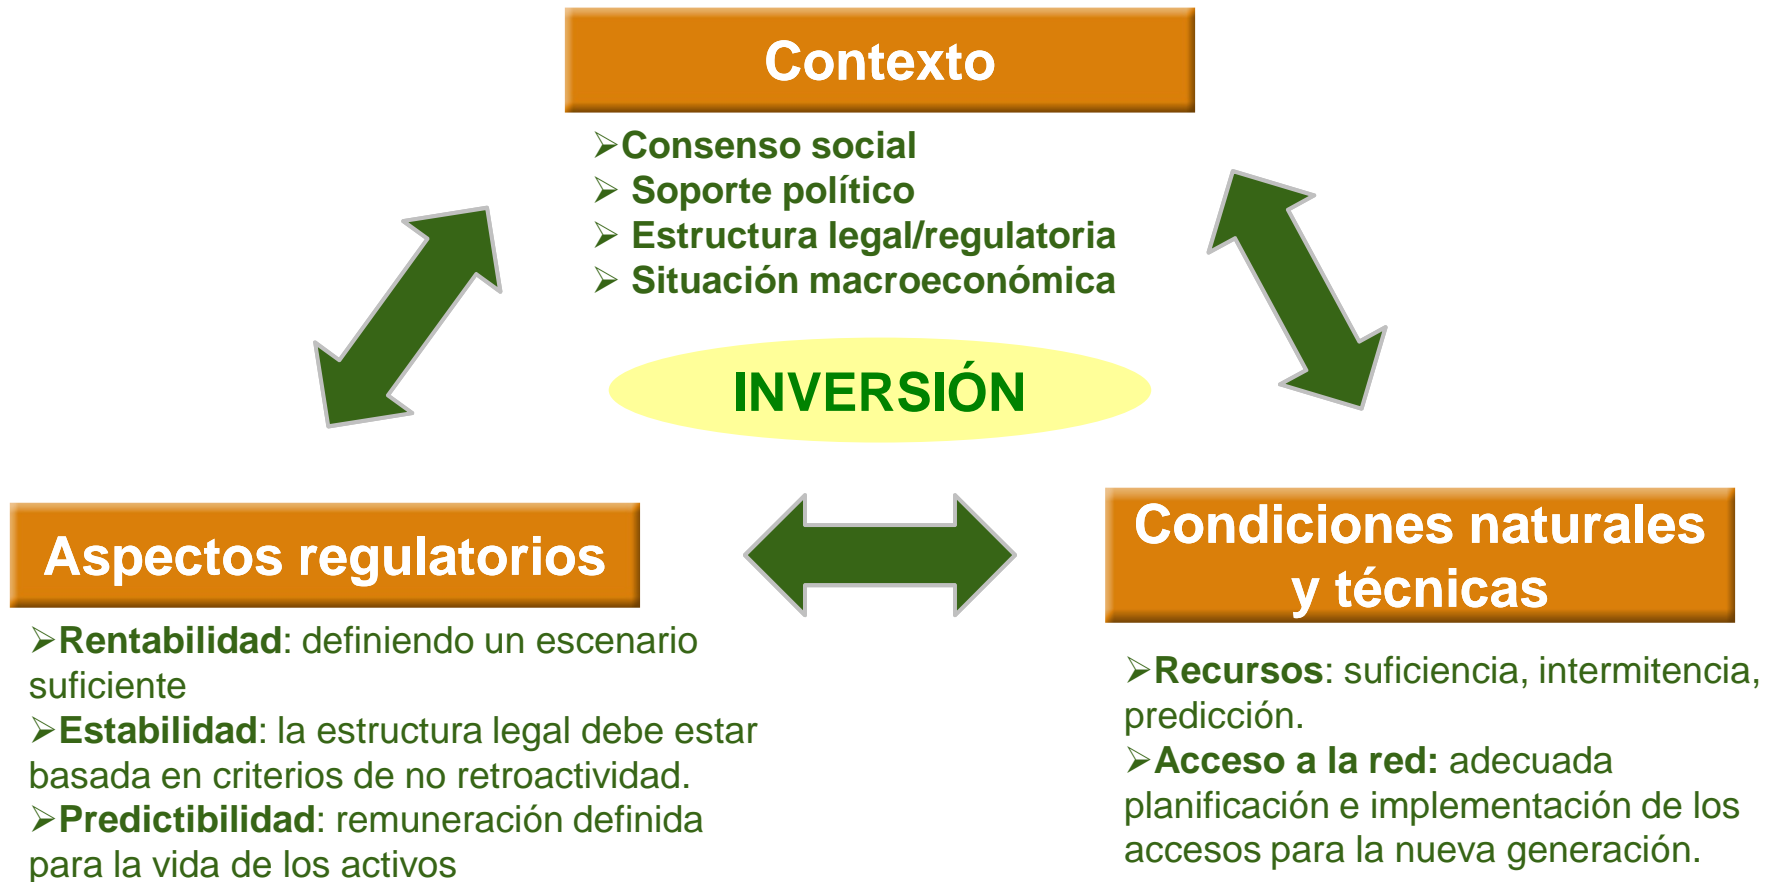 Contexto
➢Consenso social
➢ Soporte político
➢ Estructura legal/regulatoria
➢ Situación macroeconómica
INVERSIÓN
Aspectos regulatorios
➢Rentabilidad: definiendo un escenario
suficiente
➢Estabilidad: la estructura legal debe estar
basada en criterios de no retroactividad.
➢Predictibilidad: remuneración definida
para la vida de los activos
Condiciones naturales
y técnicas
➢Recursos: suficiencia, intermitencia,
predicción.
➢Acceso a la red: adecuada
planificación e implementación de los
accesos para la nueva generación.